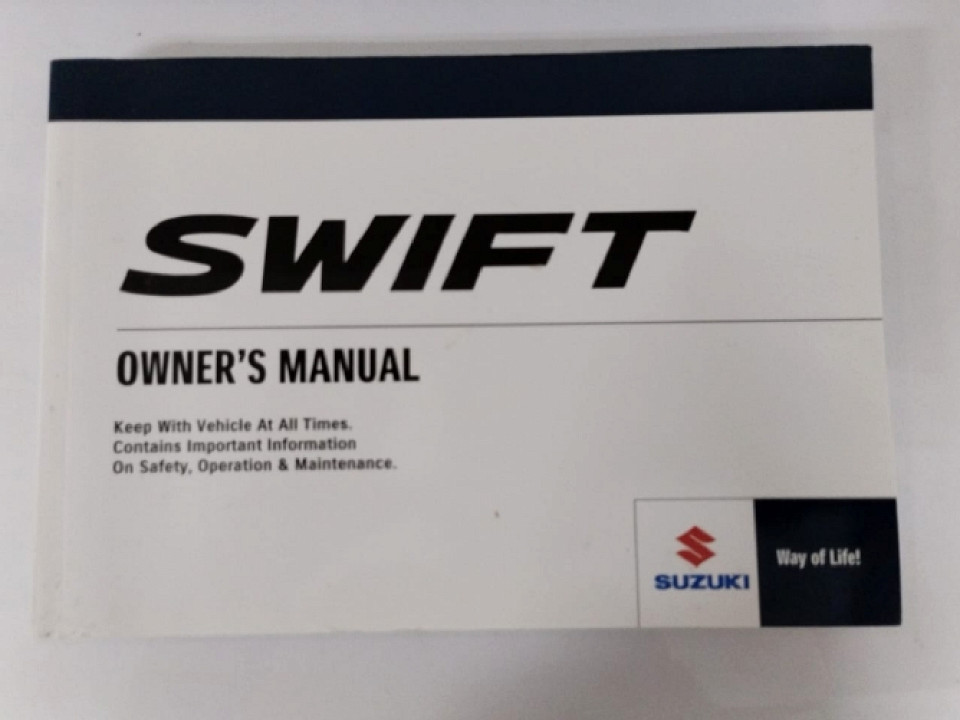 SWIFT
OWNER'S MANUAL
Keep With Vehicle At All Times.
Contains Important Information
On Safety, Operation & Maintenance.
SUZUKI
Way of Life!